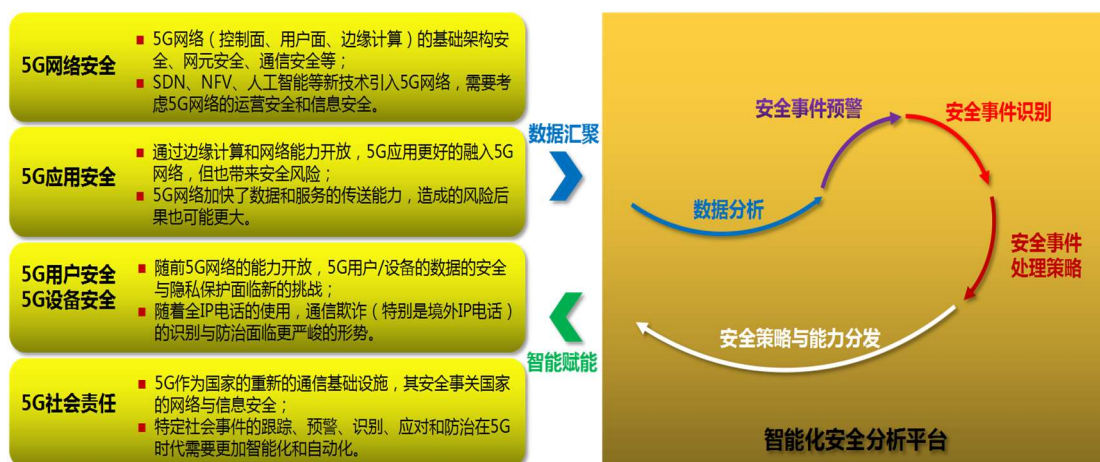 5G网络安全
■ 5G网络（控制面、用户面、边缘计算）的基础架构安
全、网元安全、通信安全等；
■ SDN、NFV、人工智能等新技术引入5G网络，需要考
虑5G网络的运营安全和信息安全。
5G应用安全
■ 通过边缘计算和网络能力开放，5G应用更好的融入5G
网络，但也带来安全风险；
■ 5G网络加快了数据和服务的传送能力，造成的风险后
果也可能更大。
5G用户安全
5G设备安全
■ 随前5G网络的能力开放，5G用户/设备的数据的安全
与隐私保护面临新的挑战；
■ 随着全IP电话的使用，通信欺诈（特别是境外IP电话）
的识别与防治面临更严峻的形势。
5G社会责任
■ 5G作为国家的重新的通信基础设施，其安全事关国家
的网络与信息安全；
■ 特定社会事件的跟踪、预警、识别、应对和防治在5G
时代需要更加智能化和自动化。
数据汇聚
智能赋能
安全事件预警
安全事件识别
数据分析
安全事件
处理策略
安全策略与能力分发
智能化安全分析平台